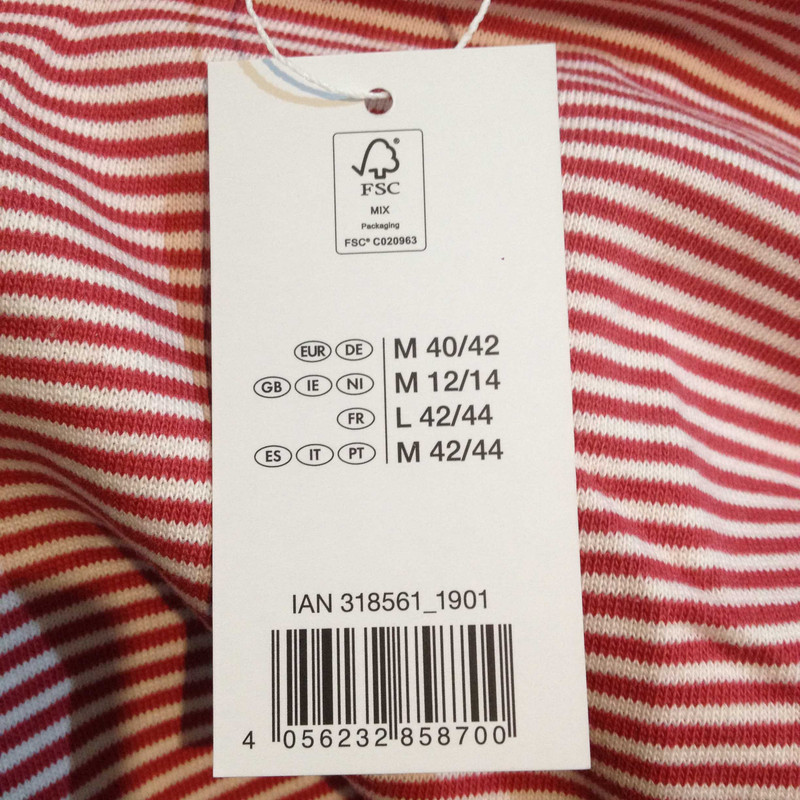 FSC®
MIX
Packaging
FSC® C020963
EUR DE M 40/42
GB IE NI M 12/14
FR L 42/44
ES IT PT M 42/44
IAN 318561_1901
4 056232 858700